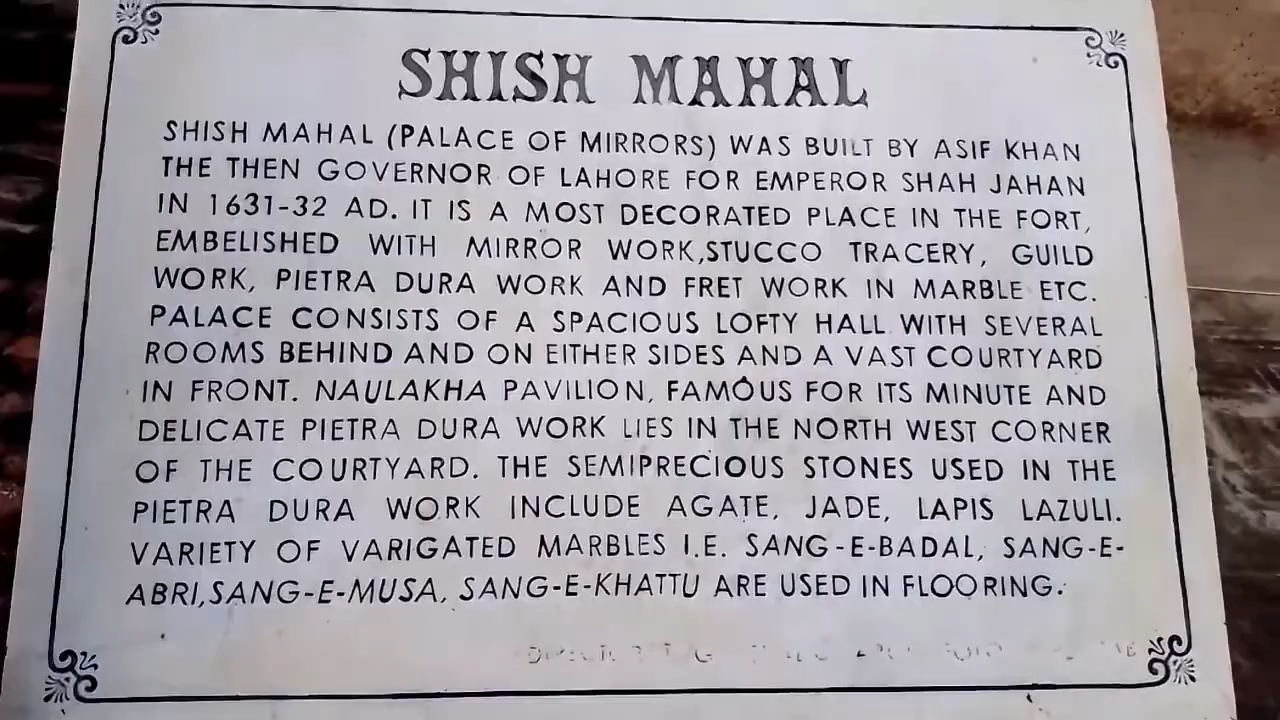 SHISH MAHAL
SHISH MAHAL (PALACE OF MIRRORS) WAS BUILT BY ASIF KHAN
THE THEN GOVERNOR OF LAHORE FOR EMPEROR SHAH JAHAN
IN 1631-32 AD. IT IS A MOST DECORATED PLACE IN THE FORT,
EMBELISHED WITH MIRROR WORK,STUCCO TRACERY, GUILD
WORK, PIETRA DURA WORK AND FRET WORK IN MARBLE ETC.
PALACE CONSISTS OF A SPACIOUS LOFTY HALL WITH SEVERAL
ROOMS BEHIND AND ON EITHER SIDES AND A VAST COURTYARD
IN FRONT. NAULAKHA PAVILION, FAMOUS FOR ITS MINUTE AND
DELICATE PIETRA DURA WORK LIES IN THE NORTH WEST CORNER
OF THE COURTYARD. THE SEMIPRECIOUS STONES USED IN THE
PIETRA DURA WORK INCLUDE AGATE, JADE, LAPIS LAZULI.
VARIETY OF VARIGATED MARBLES I.E. SANG-E-BADAL, SANG-E-
ABRI,SANG-E-MUSA, SANG-E-KHATTU ARE USED IN FLOORING.